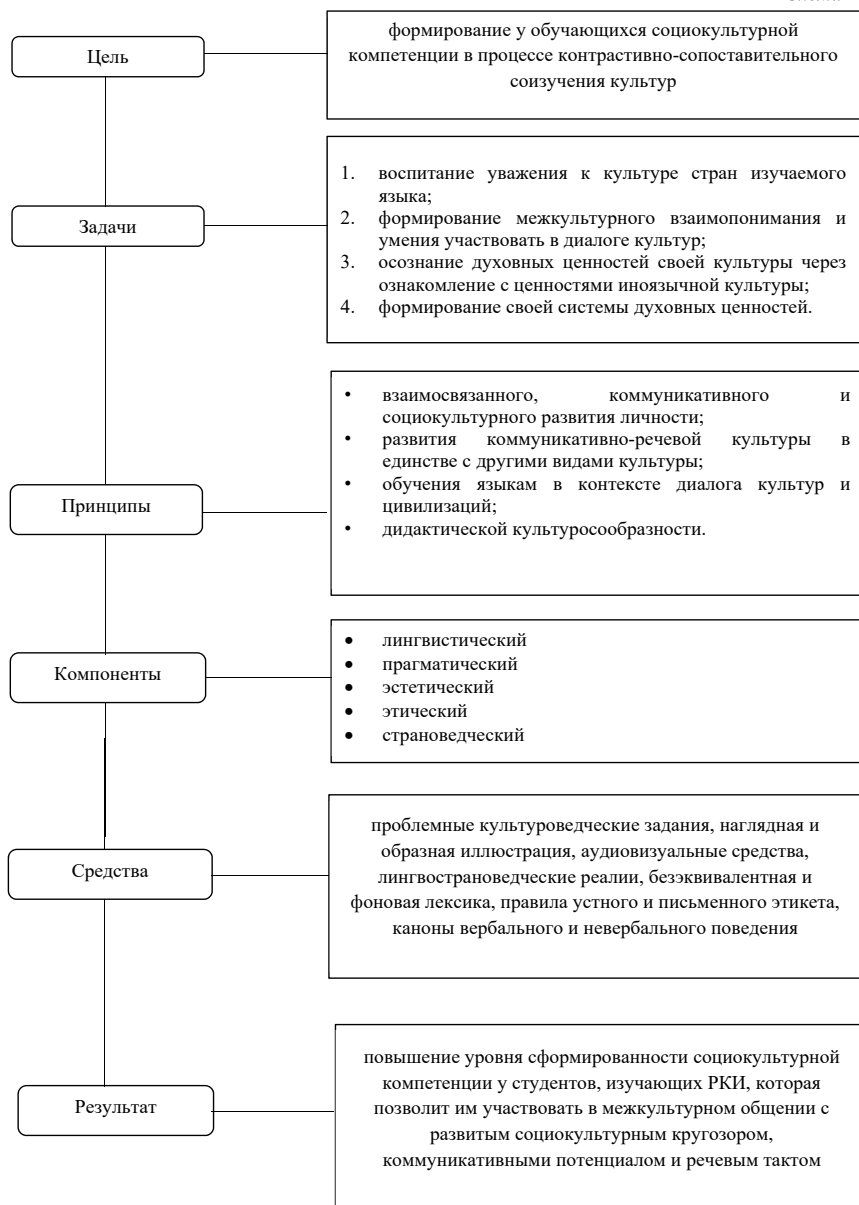 формирование у обучающихся социокультурной
компетенции в процессе контрастивно-сопоставительного
соизучения культур
Цель
1. воспитание уважения к культуре стран изучаемого
языка;
2. формирование межкультурного взаимопонимания и
умения участвовать в диалоге культур;
3. осознание духовных ценностей своей культуры через
ознакомление с ценностями иноязычной культуры;
4. формирование своей системы духовных ценностей.
Задачи
• взаимосвязанного, коммуникативного и
социокультурного развития личности;
• развития коммуникативно-речевой культуры в
единстве с другими видами культуры;
• обучения языкам в контексте диалога культур и
цивилизаций;
• дидактической культуросообразности.
Принципы
• лингвистический
• прагматический
• эстетический
• этический
• страноведческий
Компоненты
проблемные культуроведческие задания, наглядная и
образная иллюстрация, аудиовизуальные средства,
лингвострановедческие реалии, безэквивалентная и
фоновая лексика, правила устного и письменного этикета,
каноны вербального и невербального поведения
Средства
повышение уровня сформированности социокультурной
компетенции у студентов, изучающих РКИ, которая
позволит им участвовать в межкультурном общении с
развитым социокультурным кругозором,
коммуникативными потенциалом и речевым тактом
Результат